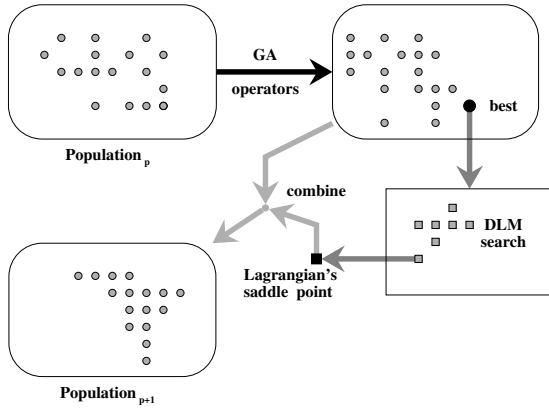 GA
operators
best
Population p
combine
DLM
search
Lagrangian's
saddle point
Population p+1